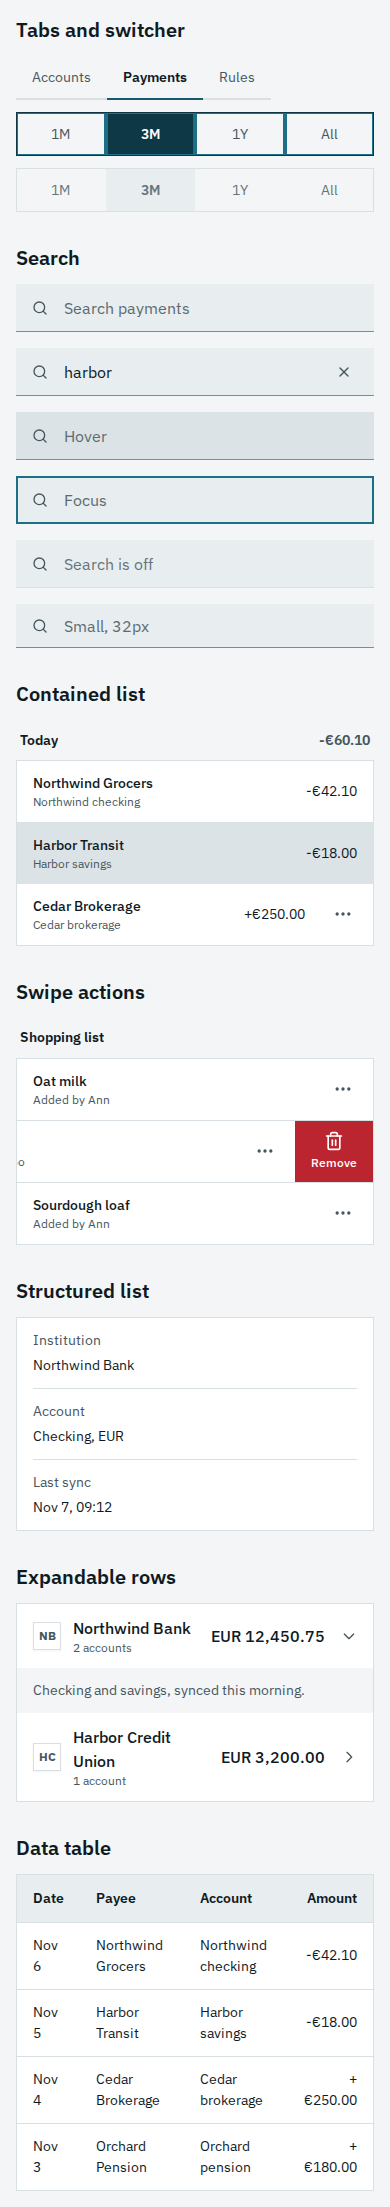 Tabs and switcher
Accounts Payments Rules
1M 3M 1Y All
1M 3M 1Y All
Search
Search payments
harbor
Hover
Focus
Search is off
Small, 32px
Contained list
Today -€60.10
Northwind Grocers
Northwind checking
-€42.10
Harbor Transit
Harbor savings
-€18.00
Cedar Brokerage
Cedar brokerage
+€250.00
Swipe actions
Shopping list
Oat milk
Added by Ann
o
Remove
Sourdough loaf
Added by Ann
Structured list
Institution
Northwind Bank
Account
Checking, EUR
Last sync
Nov 7, 09:12
Expandable rows
NB
Northwind Bank
2 accounts
EUR 12,450.75
Checking and savings, synced this morning.
HC
Harbor Credit
Union
1 account
EUR 3,200.00
Data table
Date Payee Account Amount
Nov
6
Northwind
Grocers
Northwind
checking
-€42.10
Nov
5
Harbor
Transit
Harbor
savings
-€18.00
Nov
4
Cedar
Brokerage
Cedar
brokerage
+
€250.00
Nov
3
Orchard
Pension
Orchard
pension
+
€180.00